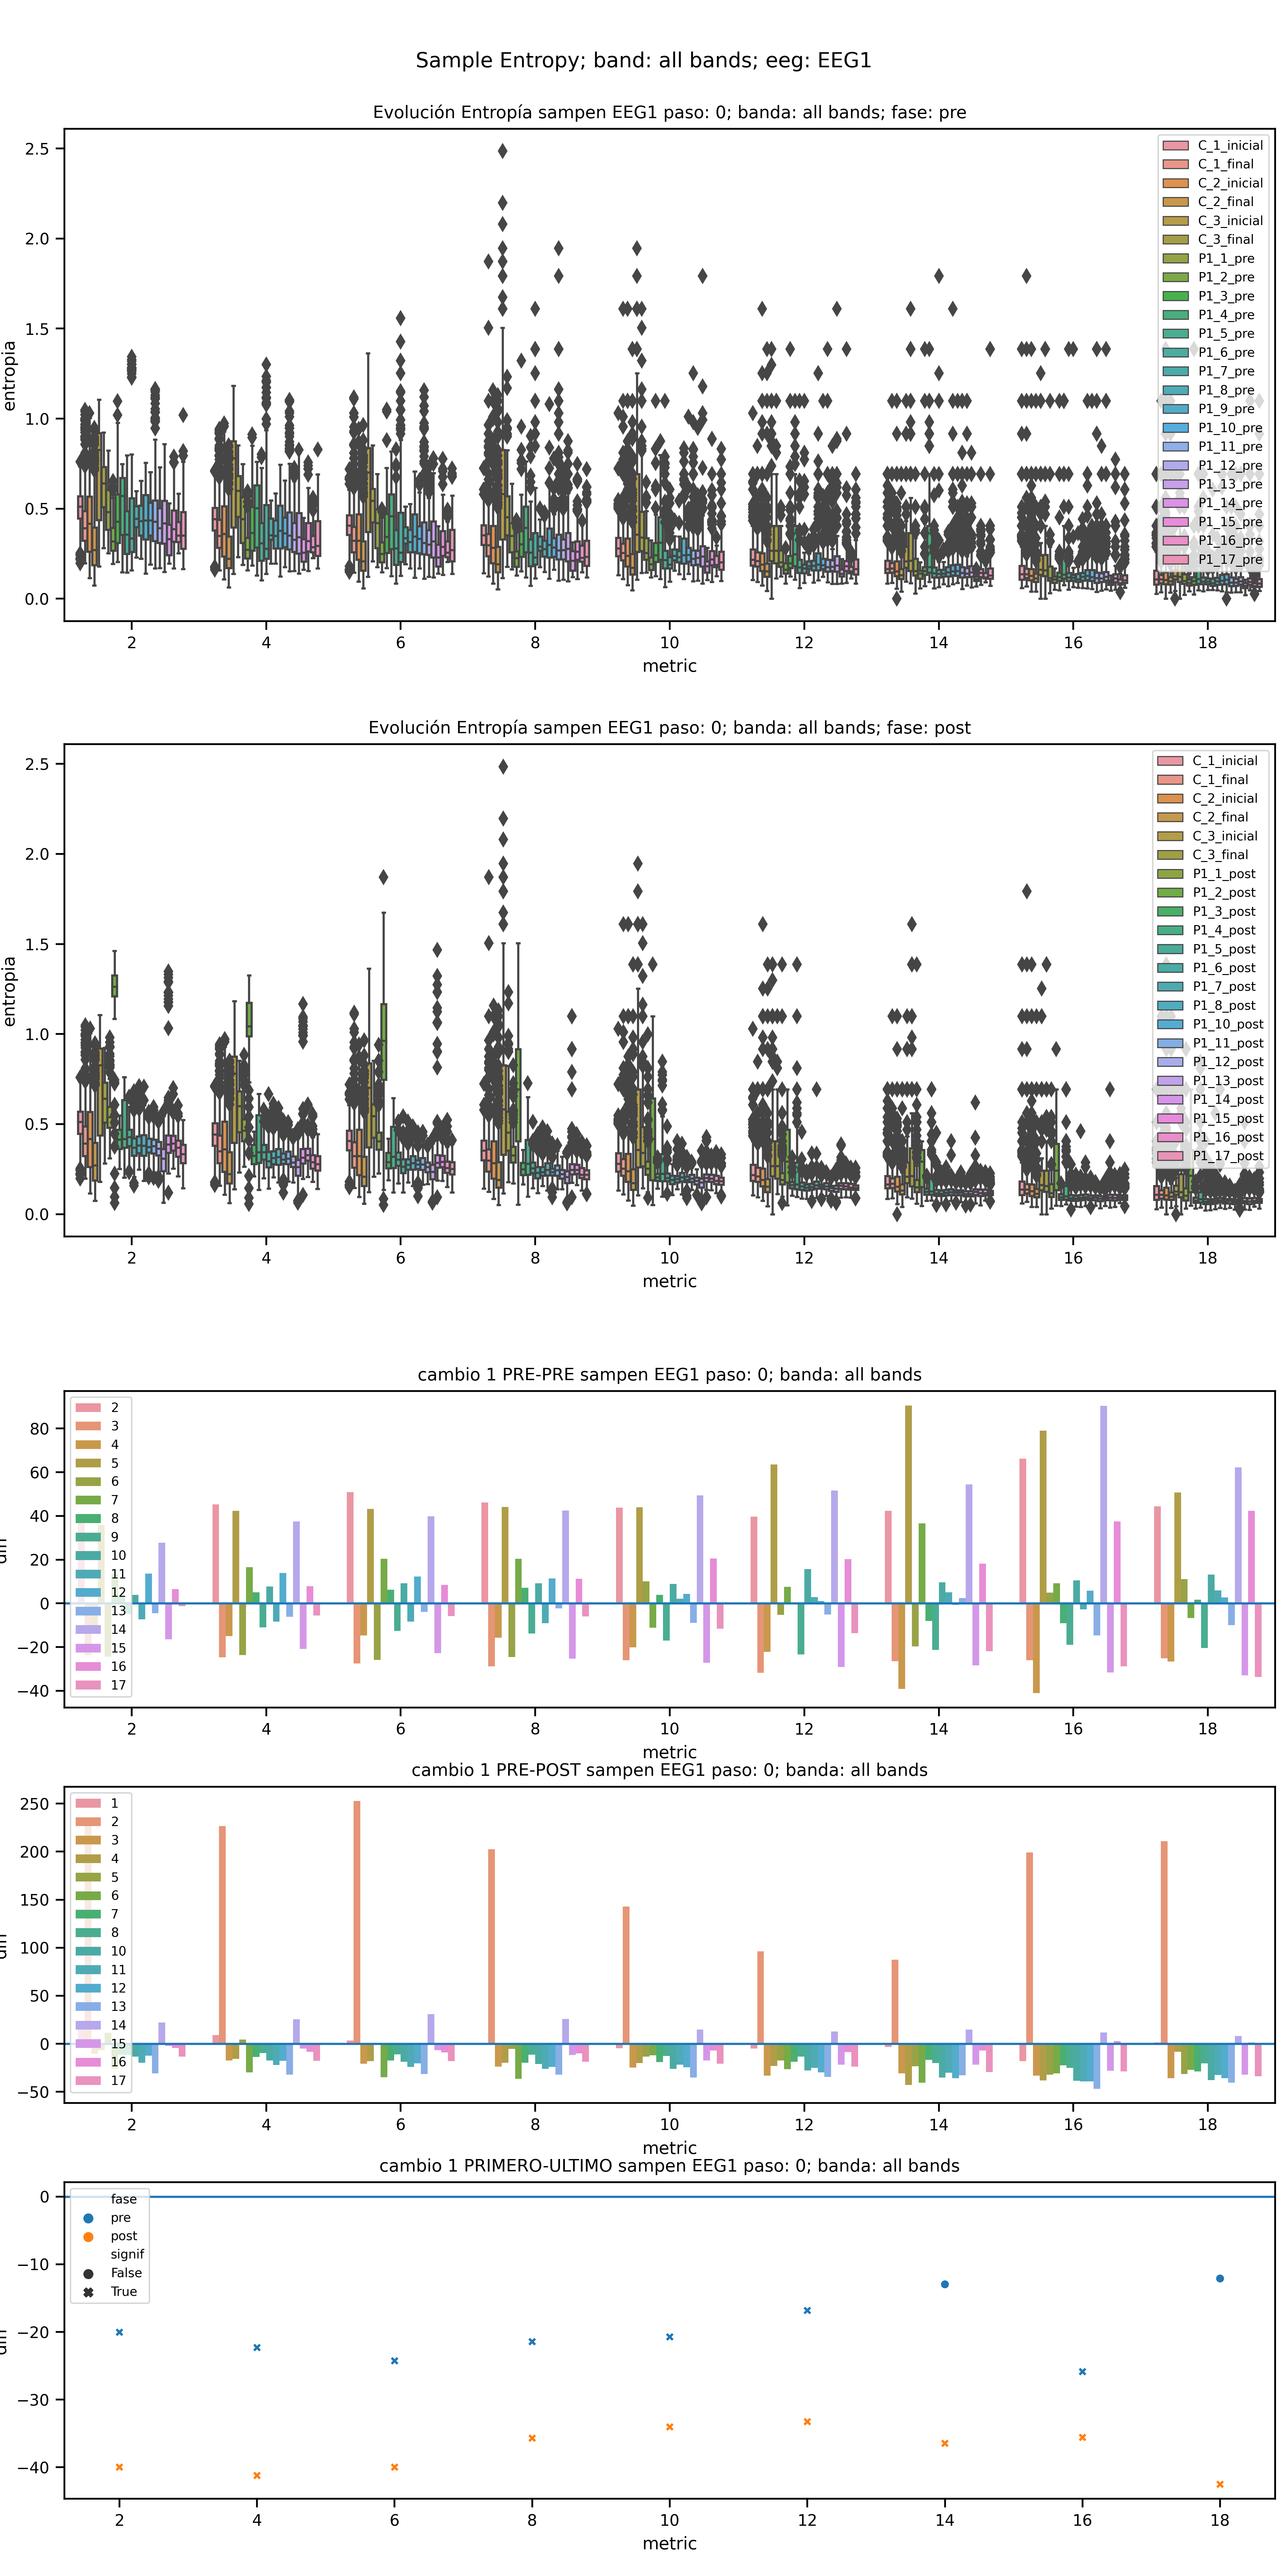 Sample Entropy; band: all bands; eeg: EEG1
Evolución Entropía sampen EEG1 paso: 0; banda: all bands; fase: pre
entropia
2.5
2.0
1.5
1.0
0.5
0.0
C_1_inicial
C_1_final
C_2_inicial
C_2_final
C_3_inicial
C_3_final
P1_1_pre
P1_2_pre
P1_3_pre
P1_4_pre
P1_5_pre
P1_6_pre
P1_7_pre
P1_8_pre
P1_9_pre
P1_10_pre
P1_11_pre
P1_12_pre
P1_13_pre
P1_14_pre
P1_15_pre
P1_16_pre
P1_17_pre
2 4 6 8 10 12 14 16 18
metric
Evolución Entropía sampen EEG1 paso: 0; banda: all bands; fase: post
entropia
2.5
2.0
1.5
1.0
0.5
0.0
C_1_inicial
C_1_final
C_2_inicial
C_2_final
C_3_inicial
C_3_final
P1_1_post
P1_2_post
P1_3_post
P1_4_post
P1_5_post
P1_6_post
P1_7_post
P1_8_post
P1_10_post
P1_11_post
P1_12_post
P1_13_post
P1_14_post
P1_15_post
P1_16_post
P1_17_post
2 4 6 8 10 12 14 16 18
metric
cambio 1 PRE-PRE sampen EEG1 paso: 0; banda: all bands
80
60
40
20
0
−20
−40
2
3
4
5
6
7
8
9
10
11
12
13
14
15
16
17
2 4 6 8 10 12 14 16 18
metric
cambio 1 PRE-POST sampen EEG1 paso: 0; banda: all bands
250
200
150
100
50
0
−50
1
2
3
4
5
6
7
8
10
11
12
13
14
15
16
17
2 4 6 8 10 12 14 16 18
metric
cambio 1 PRIMERO-ULTIMO sampen EEG1 paso: 0; banda: all bands
0
−10
−20
−30
−40
fase
pre
post
signif
False
True
2 4 6 8 10 12 14 16 18
metric